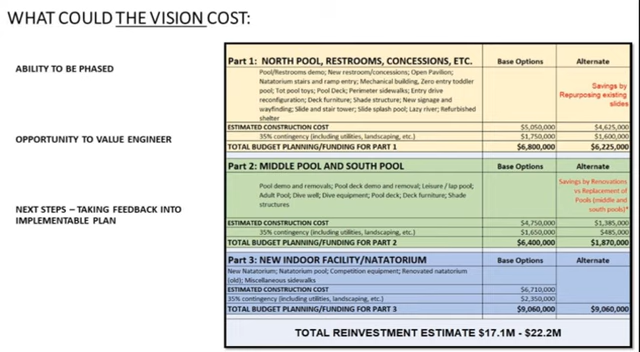 WHAT COULD THE VISION COST:
ABILITY TO BE PHASED
OPPORTUNITY TO VALUE ENGINEER
NEXT STEPS – TAKING FEEDBACK INTO
IMPLEMENTABLE PLAN
Part 1: NORTH POOL, RESTROOMS, CONCESSIONS, ETC. Base Options Alternate
Pool/Restrooms demo; New restroom/concessions; Open Pavilion;
Natatorium stairs and ramp entry; Mechanical building, Zero entry toddler
pool; Tot pool toys; Pool Deck; Perimeter sidewalks; Entry drive
reconfiguration; Deck furniture; Shade structure; New signage and
wayfinding; Slide and stair tower; Slide splash pool; Lazy river; Refurbished
shelter
Savings by
Repurposing existing
slides
ESTIMATED CONSTRUCTION COST $5,050,000 $4,625,000
35% contingency (including utilities, landscaping, etc.) $1,750,000 $1,600,000
TOTAL BUDGET PLANNING/FUNDING FOR PART 1 $6,800,000 $6,225,000
Part 2: MIDDLE POOL AND SOUTH POOL Base Options Alternate
Pool demo and removals; Pool deck demo and removal; Leisure / lap pool;
Adult Pool; Dive well; Dive equipment; Pool deck; Deck furniture; Shade
structures
Savings by Renovations
vs Replacement of
Pools (middle and
south pools)*
ESTIMATED CONSTRUCTION COST $4,750,000 $1,385,000
35% contingency (including utilities, landscaping, etc.) $1,650,000 $485,000
TOTAL BUDGET PLANNING/FUNDING FOR PART 2 $6,400,000 $1,870,000
Part 3: NEW INDOOR FACILITY/NATATORIUM Base Options Alternate
New Natatorium; Natatorium pool; Competition equipment; Renovated natatorium
(old); Miscellaneous sidewalks
ESTIMATED CONSTRUCTION COST $6,710,000
35% contingency (including utilities, landscaping, etc.) $2,350,000
TOTAL BUDGET PLANNING/FUNDING FOR PART 3 $9,060,000 $9,060,000
TOTAL REINVESTMENT ESTIMATE $17.1M - $22.2M